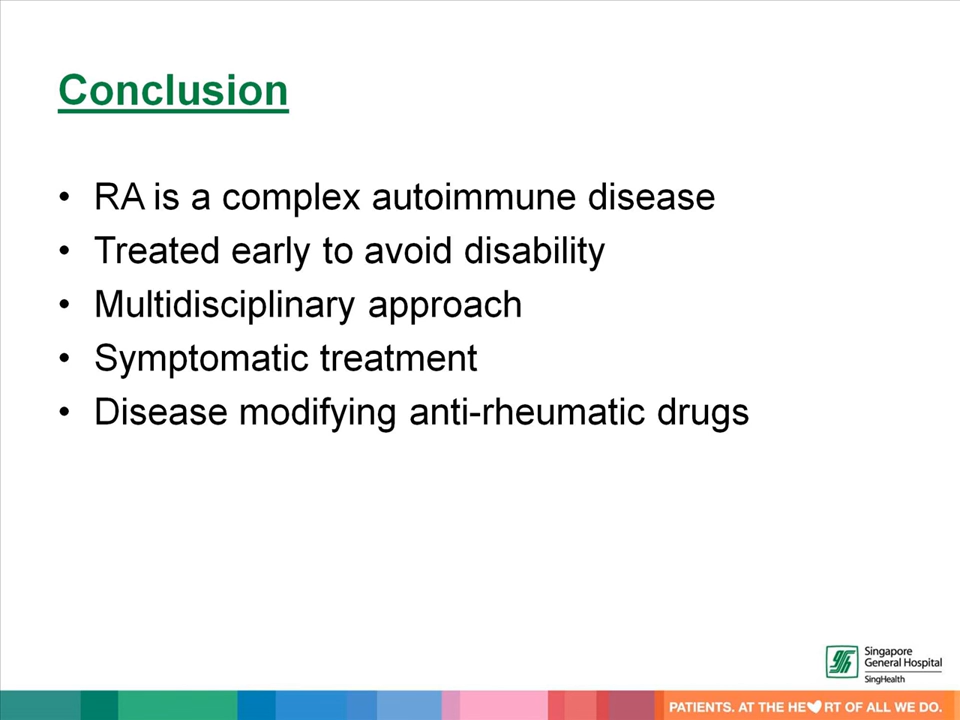 Conclusion
• RA is a complex autoimmune disease
• Treated early to avoid disability
• Multidisciplinary approach
• Symptomatic treatment
• Disease modifying anti-rheumatic drugs
Singapore
General Hospital
SingHealth
PATIENTS. AT THE HE❤RT OF ALL WE DO.